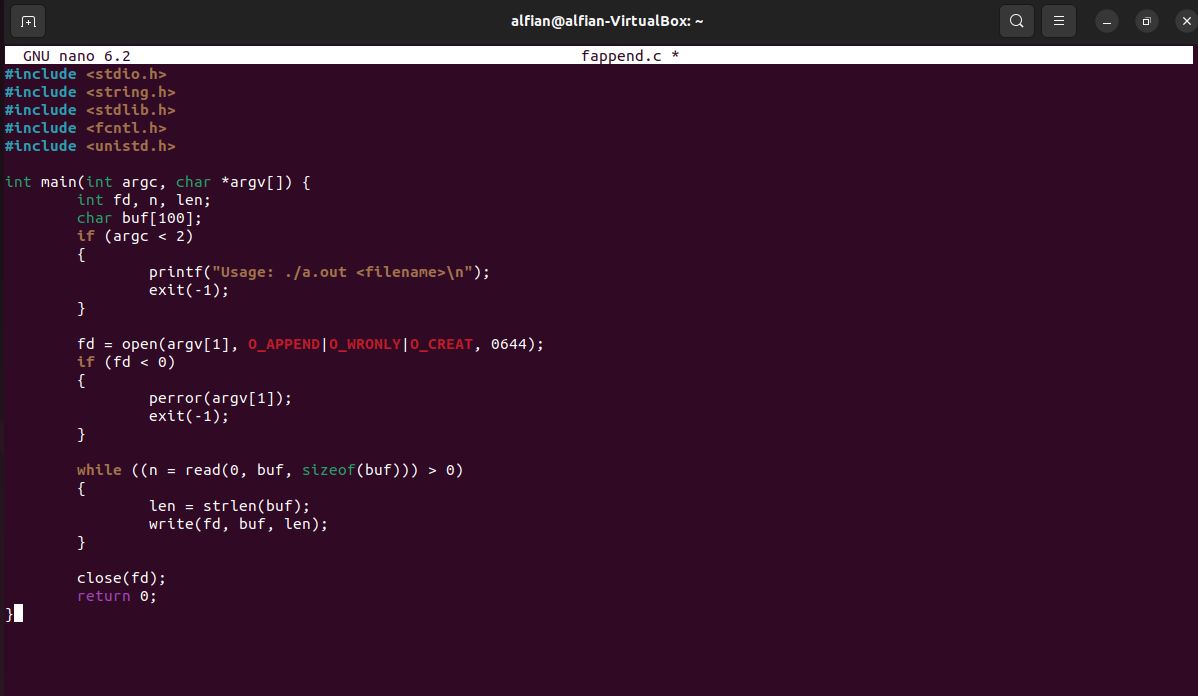 alfian@alfian-VirtualBox: ~
GNU nano 6.2 fappend.c *
#include <stdio.h>
#include <string.h>
#include <stdlib.h>
#include <fcntl.h>
#include <unistd.h>

int main(int argc, char *argv[]) {
        int fd, n, len;
        char buf[100];
        if (argc < 2)
        {
                printf("Usage: ./a.out <filename>\n");
                exit(-1);
        }

        fd = open(argv[1], O_APPEND|O_WRONLY|O_CREAT, 0644);
        if (fd < 0)
        {
                perror(argv[1]);
                exit(-1);
        }

        while ((n = read(0, buf, sizeof(buf))) > 0)
        {
                len = strlen(buf);
                write(fd, buf, len);
        }

        close(fd);
        return 0;
}